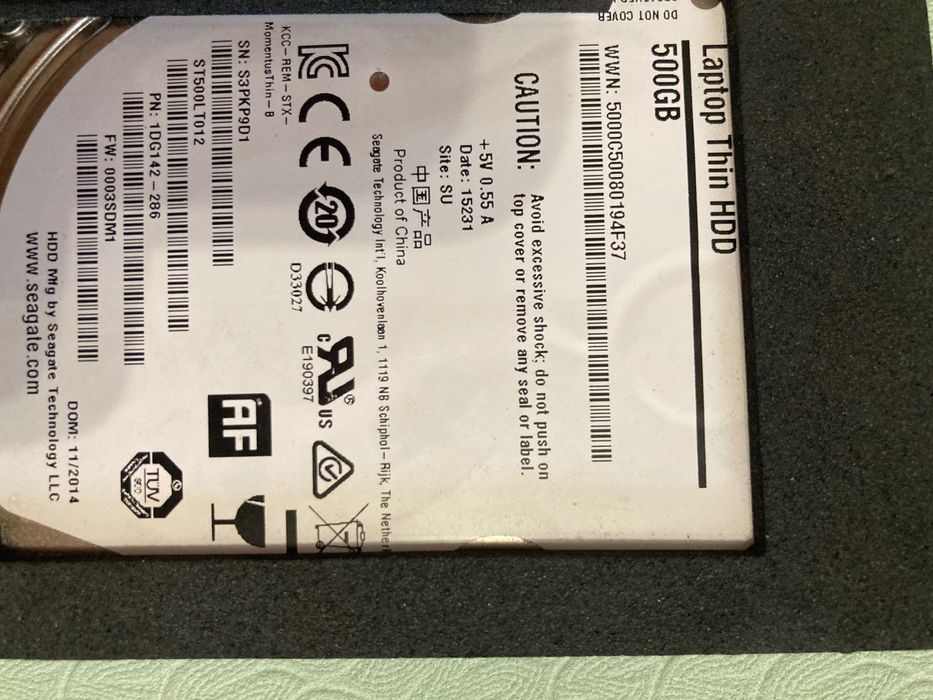 Laptop Thin HDD
500GB
DO NOT COVER
WWN: 5000C50080194F37
CAUTION:
Avoid excessive shock; do not push on
top cover or remove any seal or label.
+5V 0.55 A
Date: 15231
Site: SU
中国产品
Product of China
Seagate Technology Int'l, Koolhovenlaan 1, 1119 NB Schiphol-Rijk, The Nether
KCC-REM-STX-
MomentusThin-B
20
D33027
c US
E190397
SN: S3PKP9D1
ST500LT012
PN: 1DG142-286
FW: 0003SDM1
AF
TÜV
HDD Mfg by Seagate Technology LLC
www.seagate.com
DOM: 11/2014